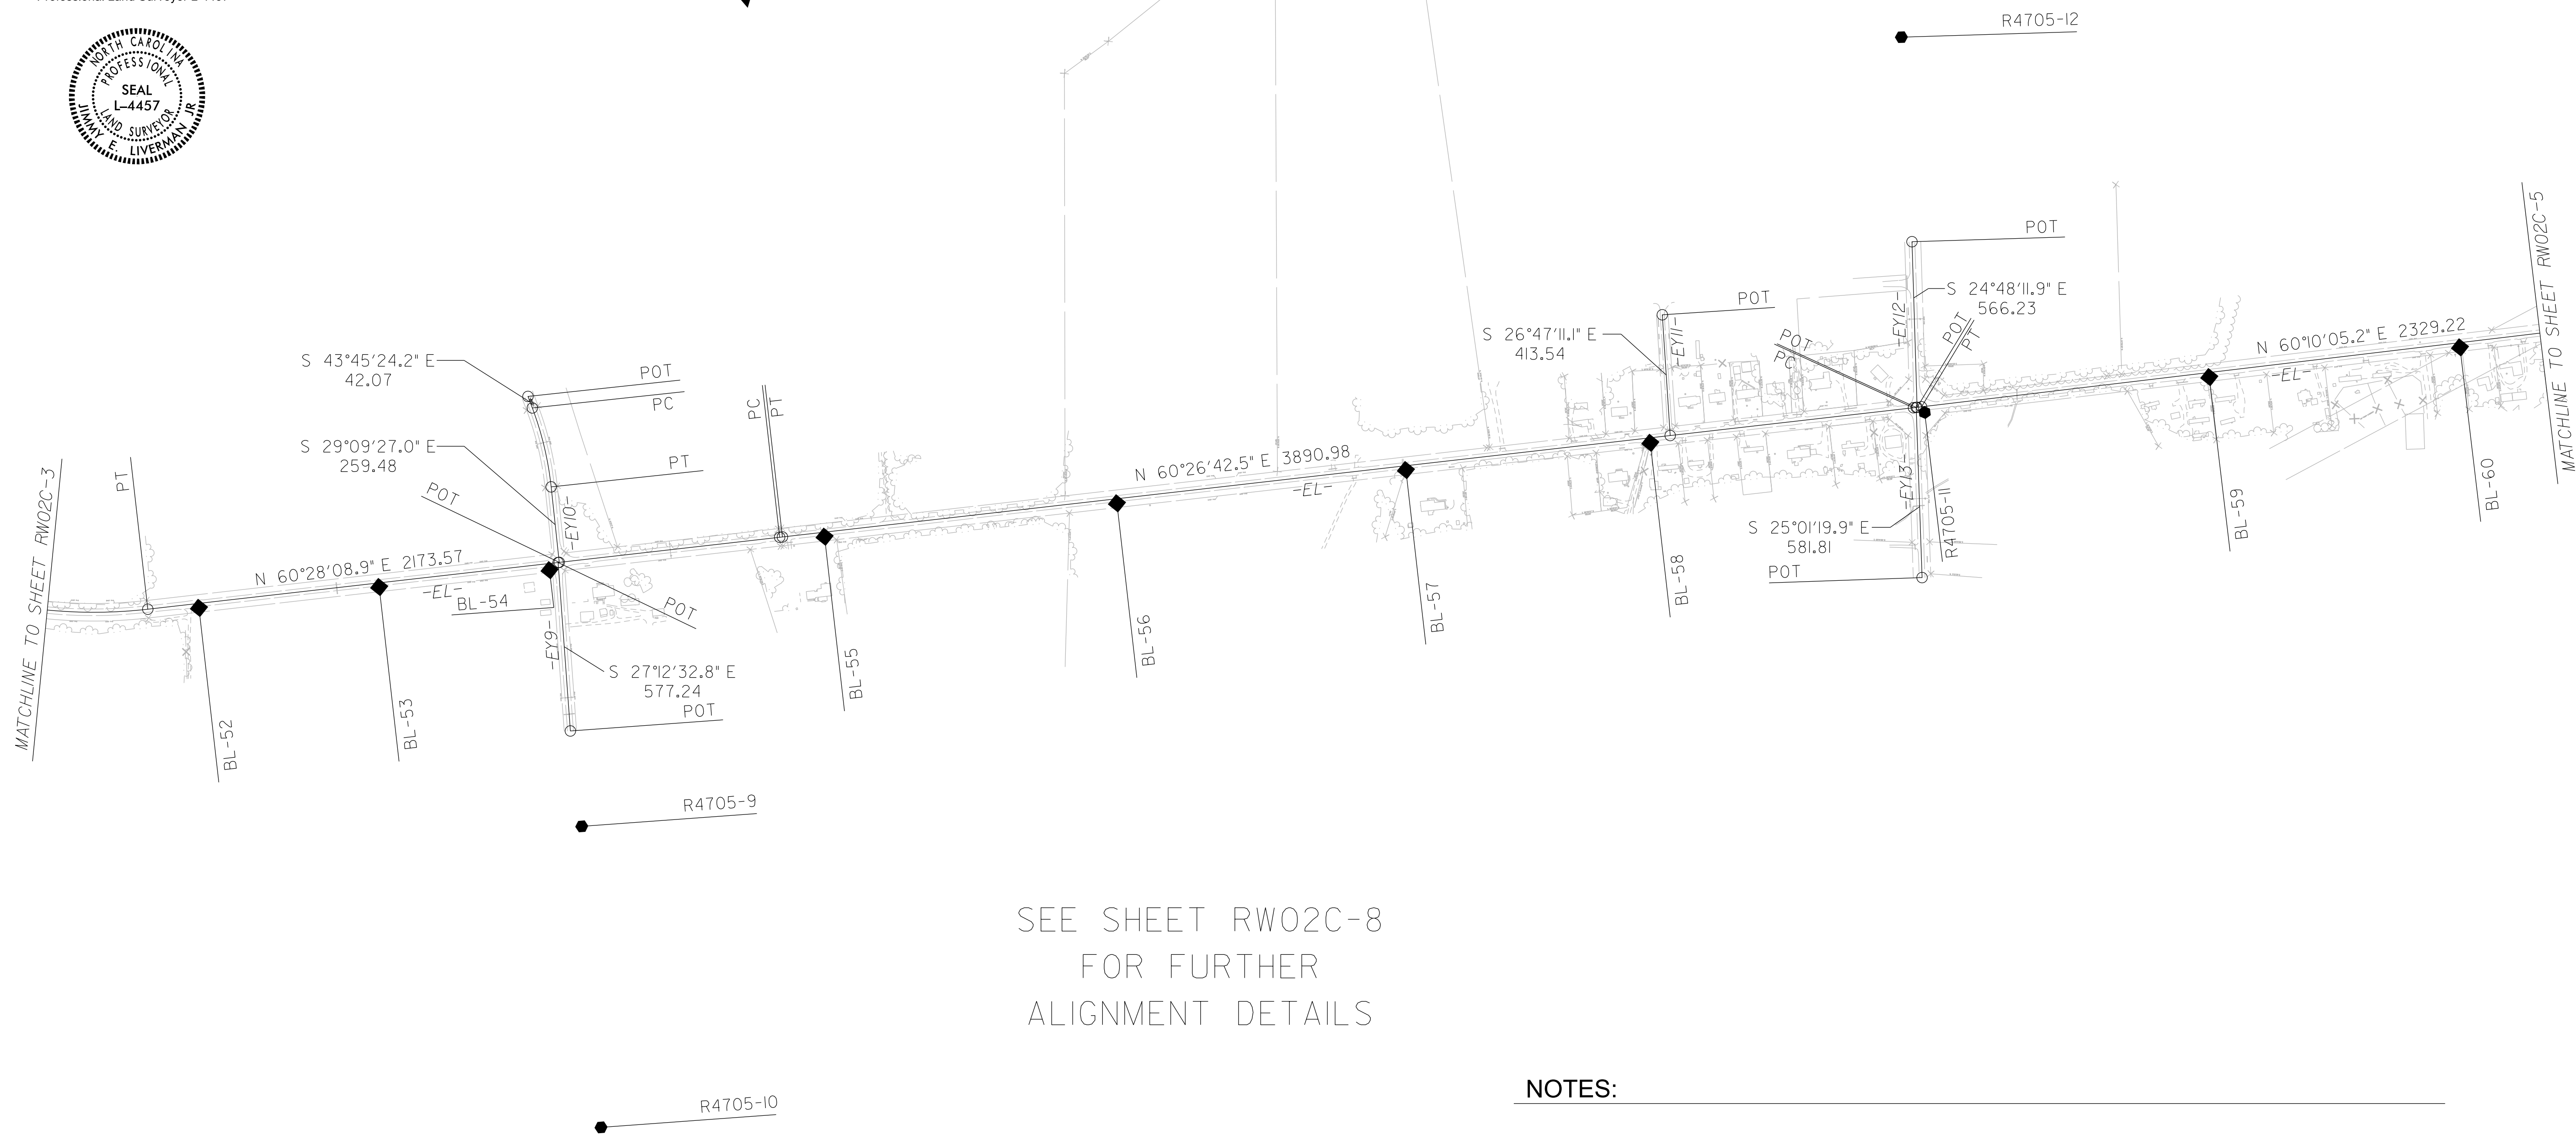 NORTH CAROLINA
PROFESSIONAL
SEAL
L-4457
LAND SURVEYOR
JIMMY E. LIVERMAN JR
R4705-12
MATCHLINE TO SHEET RW02C-5
POT
S 24°48'11.9" E
566.23
-EY12-
POT
PT
POT
PC
POT
-EY11-
S 26°47'11.1" E
413.54
N 60°10'05.2" E 2329.22
-EL-
S 43°45'24.2" E
42.07
POT
PC
PC
PT
S 29°09'27.0" E
259.48
PT
POT
-EY10-
N 60°26'42.5" E 3890.98
-EL-
MATCHLINE TO SHEET RW02C-3
PT
N 60°28'08.9" E 2173.57
-EL-
BL-54
POT
-EY9-
S 27°12'32.8" E
577.24
POT
-EY13-
S 25°01'19.9" E
581.81
POT
R4705-11
BL-52
BL-53
BL-55
BL-56
BL-57
BL-58
BL-59
BL-60
R4705-9
SEE SHEET RW02C-8
FOR FURTHER
ALIGNMENT DETAILS
NOTES:
R4705-10